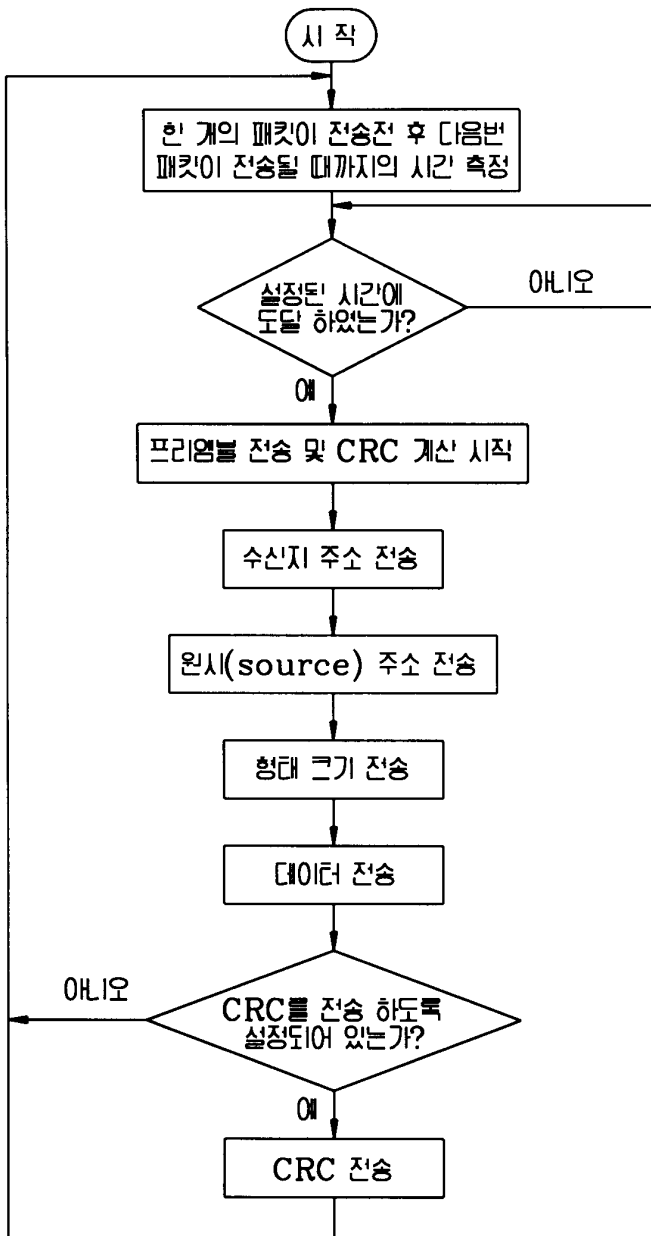 시 작
한 개의 패킷이 전송전 후 다음번
패킷이 전송될 때까지의 시간 측정
설정된 시간에
도달 하였는가?
아니오
예
프리엠블 전송 및 CRC 계산 시작
수신지 주소 전송
원시(source) 주소 전송
형태 크기 전송
데이터 전송
아니오
CRC를 전송 하도록
설정되어 있는가?
예
CRC 전송